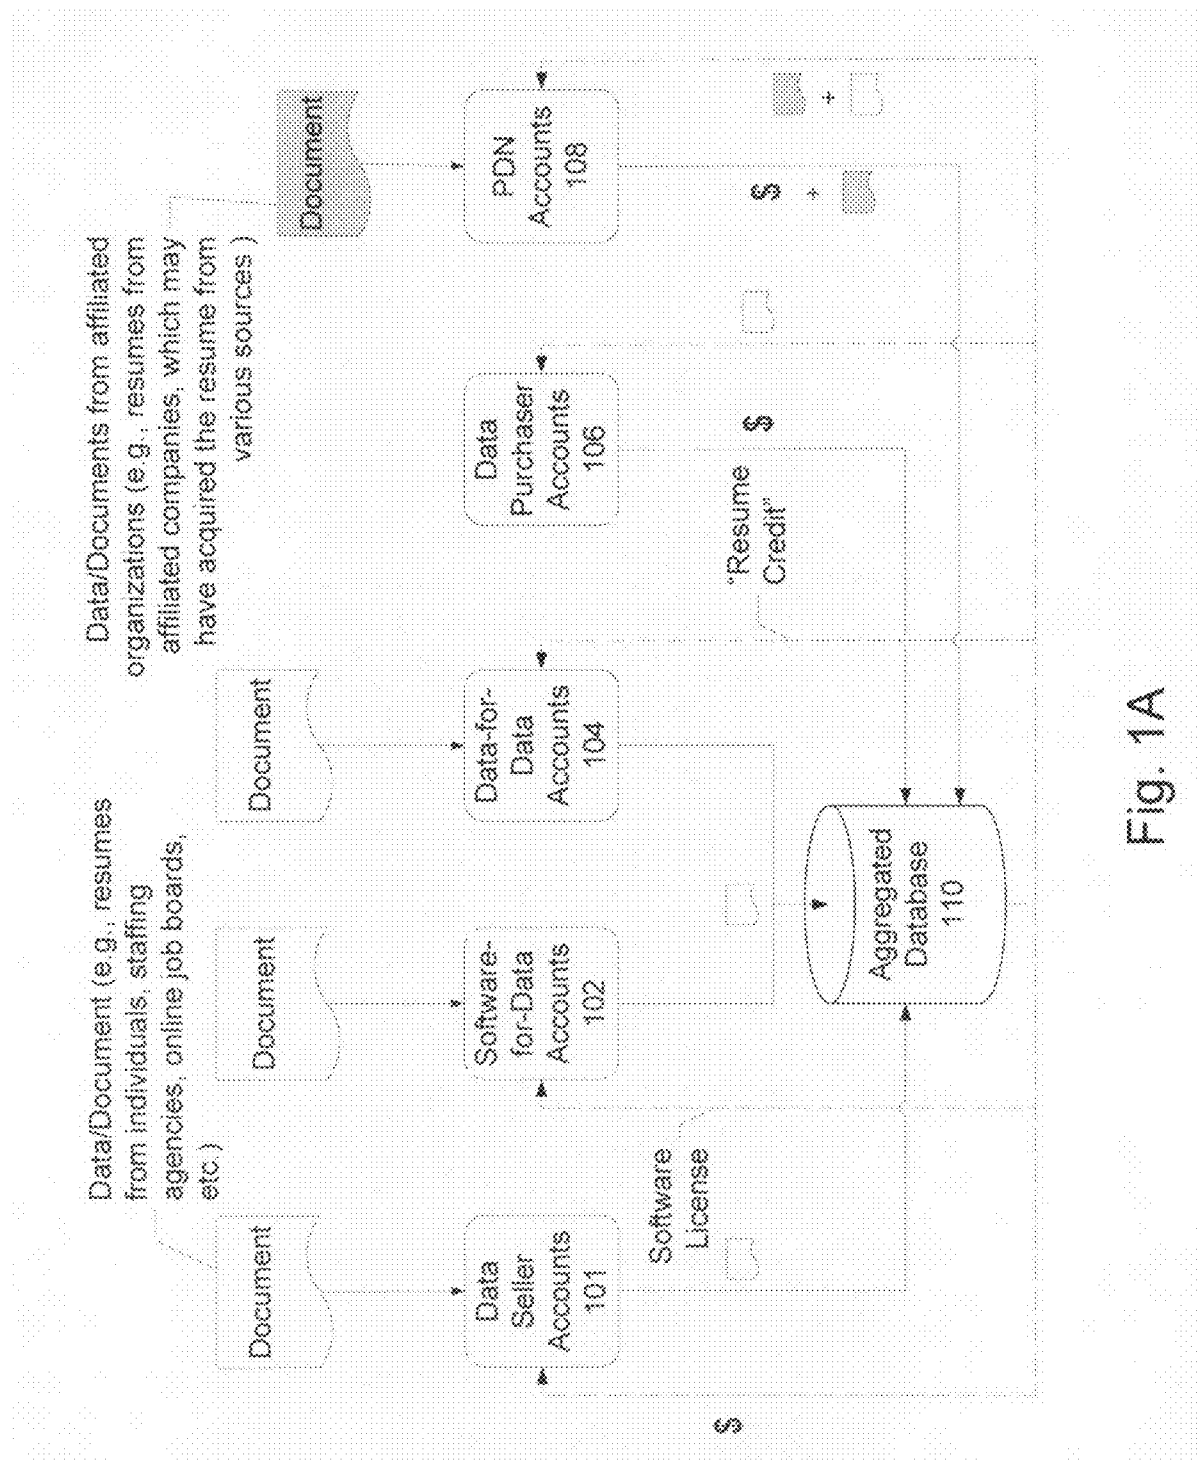 Data/Document (e.g., resumes
from individuals, staffing
agencies, online job boards,
etc.)
Data/Documents from affiliated
organizations (e.g., resumes from
affiliated companies, which may
have acquired the resume from
various sources )
Document
Document
Document
Document
Data
Seller
Accounts
101
Software-
for-Data
Accounts
102
Data-for-
Data
Accounts
104
Data
Purchaser
Accounts
106
PDN
Accounts
108
$
Software
License
"Resume
Credit"
$
$
+
+
Aggregated
Database
110
Fig. 1A